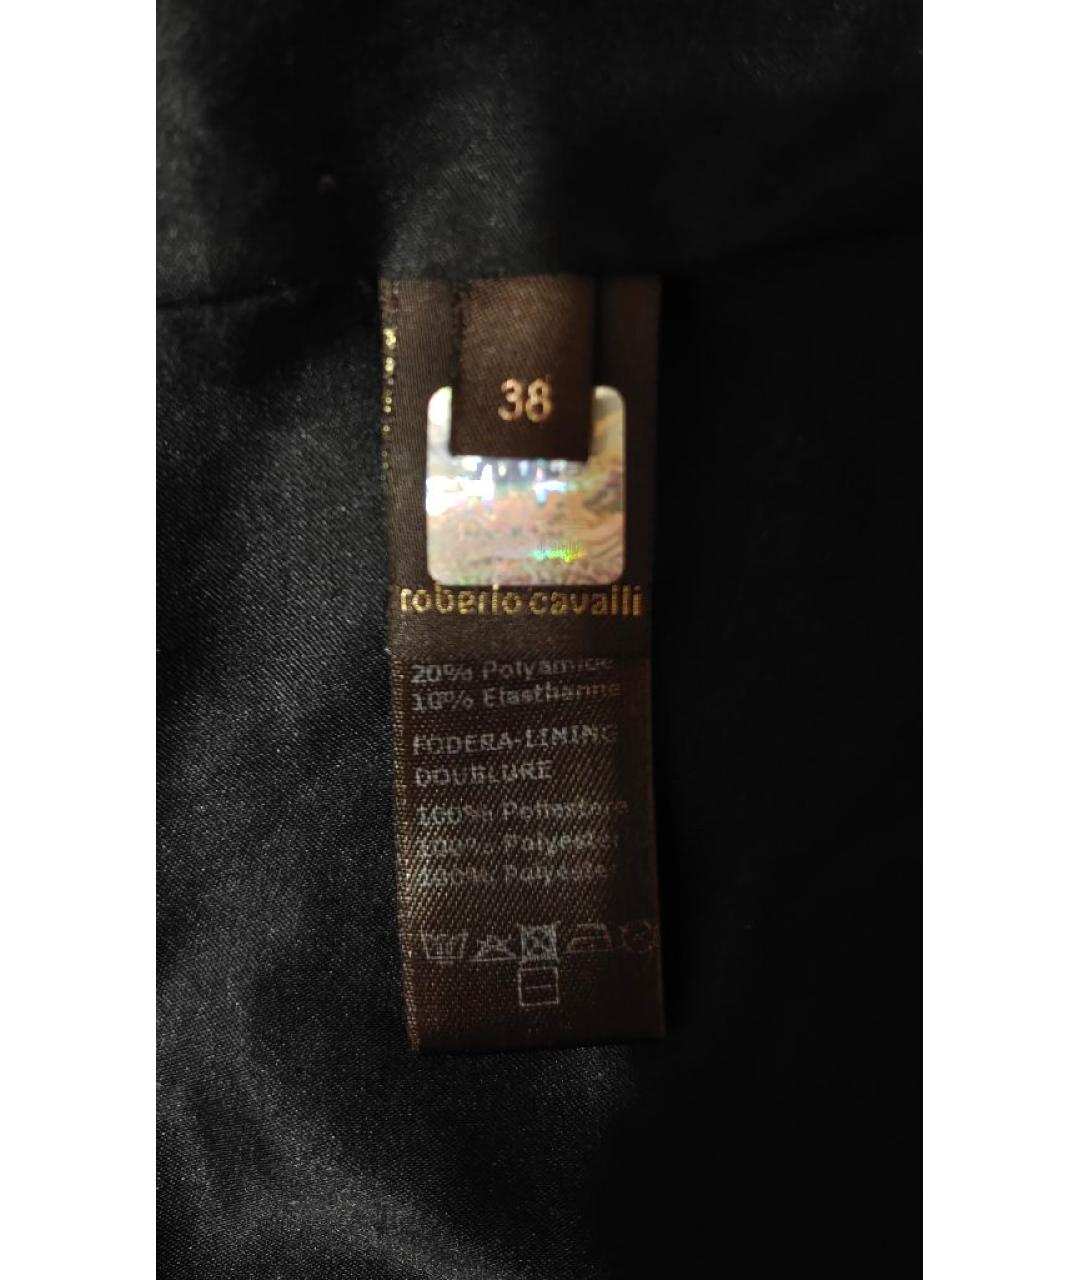 38
roberto cavalli
20% Polyamide
10% Elasthanne
FODERA-LINING
DOUBLURE
100% Poliestere
100% Polyester
100% Polyester